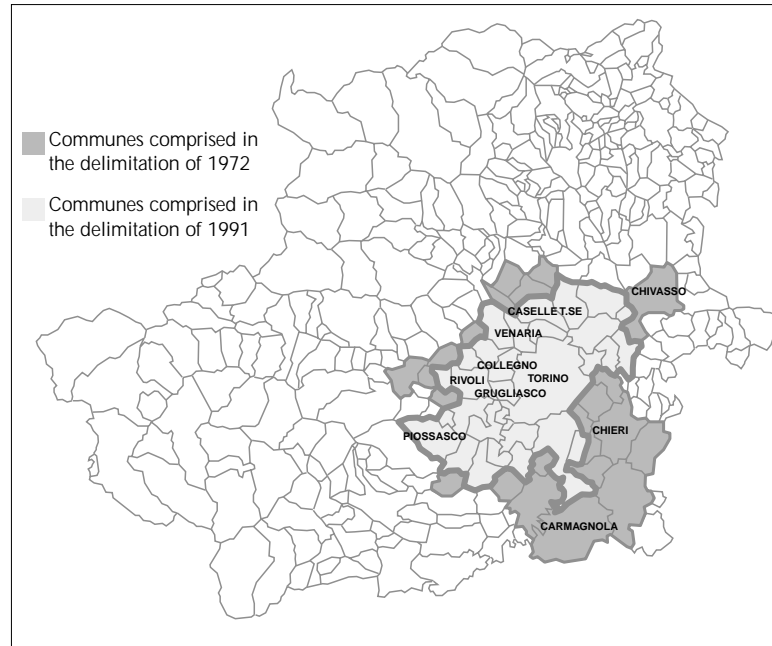 Communes comprised in
the delimitation of 1972
Communes comprised in
the delimitation of 1991
CHIVASSO
CASELLE T.SE
VENARIA
COLLEGNO
RIVOLI
TORINO
GRUGLIASCO
PIOSSASCO
CHIERI
CARMAGNOLA